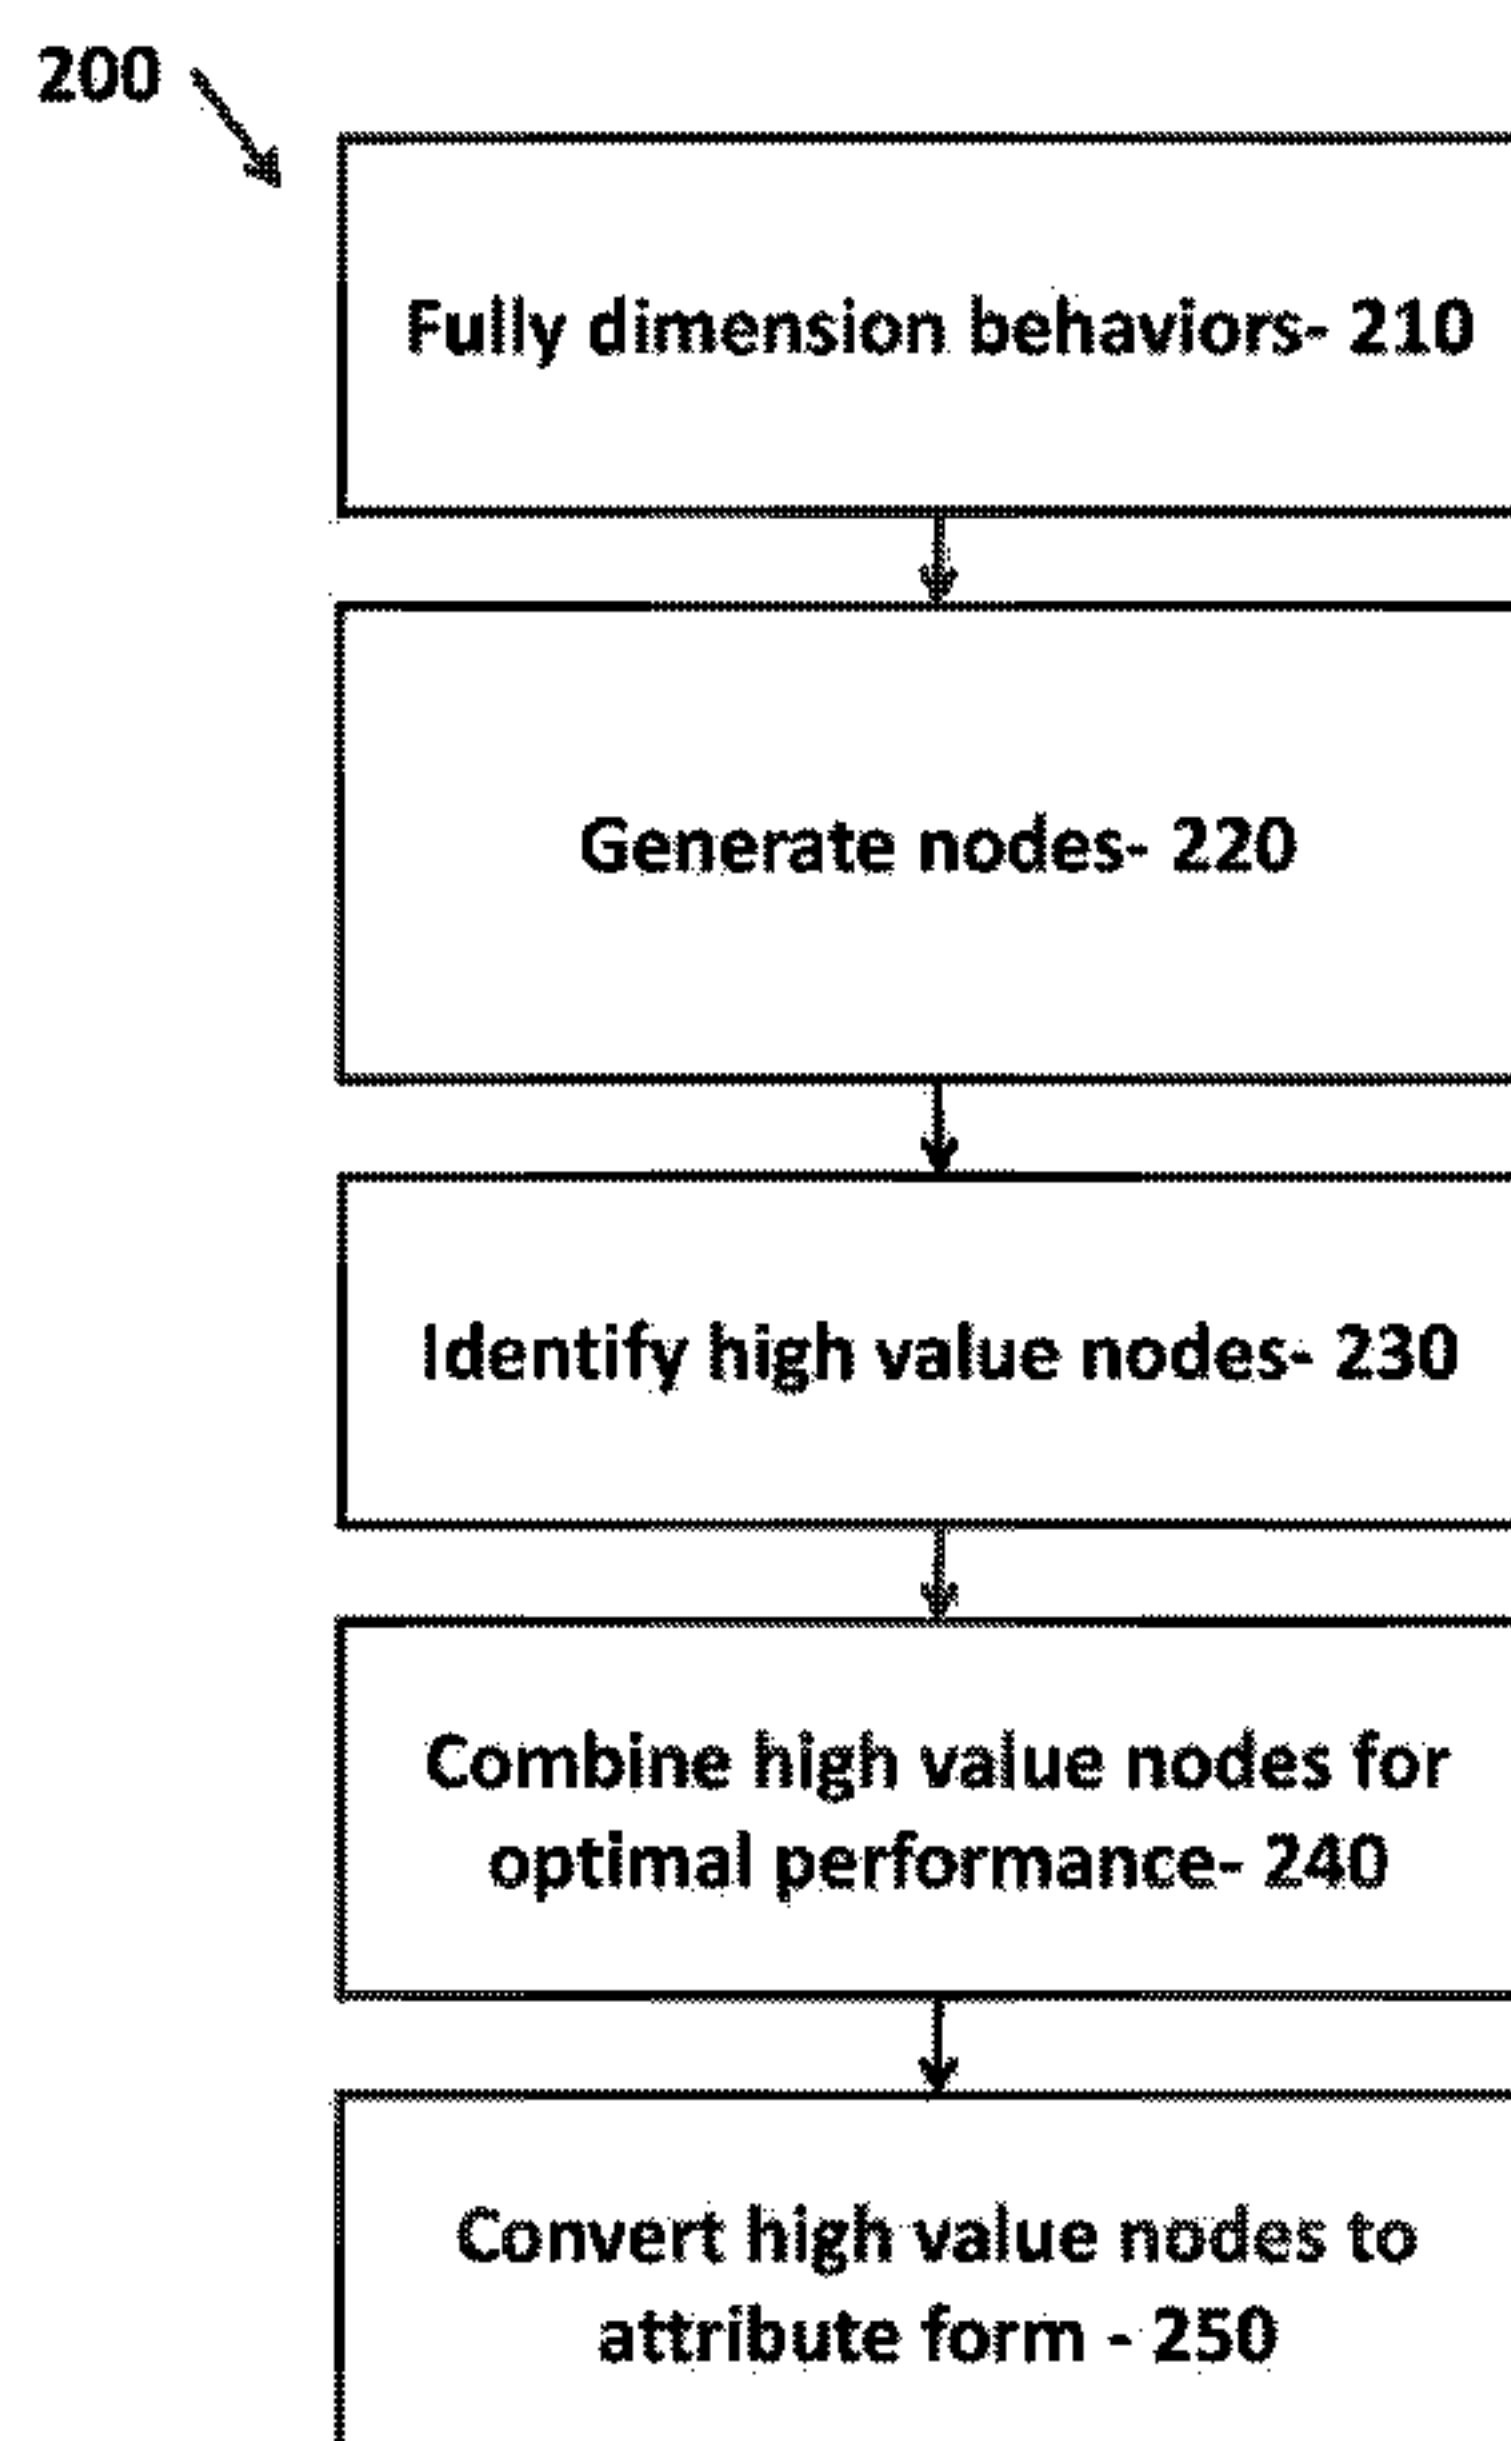 200
Fully dimension behaviors- 210
Generate nodes- 220
Identify high value nodes- 230
Combine high value nodes for
optimal performance- 240
Convert high value nodes to
attribute form - 250